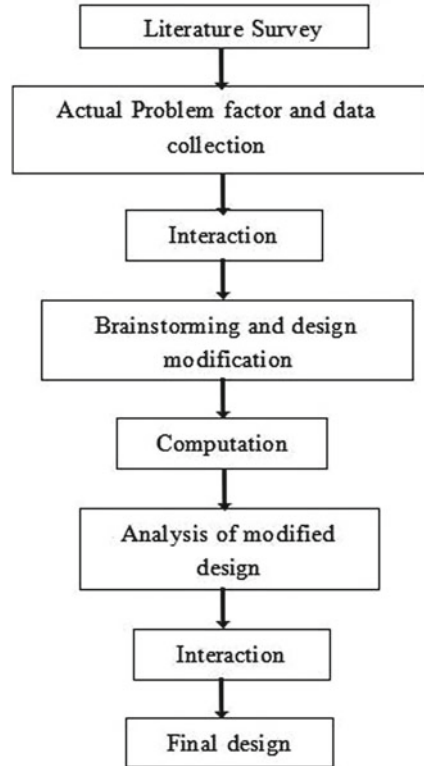 Literature Survey
Actual Problem factor and data
collection
Interaction
Brainstorming and design
modification
Computation
Analysis of modified
design
Interaction
Final design